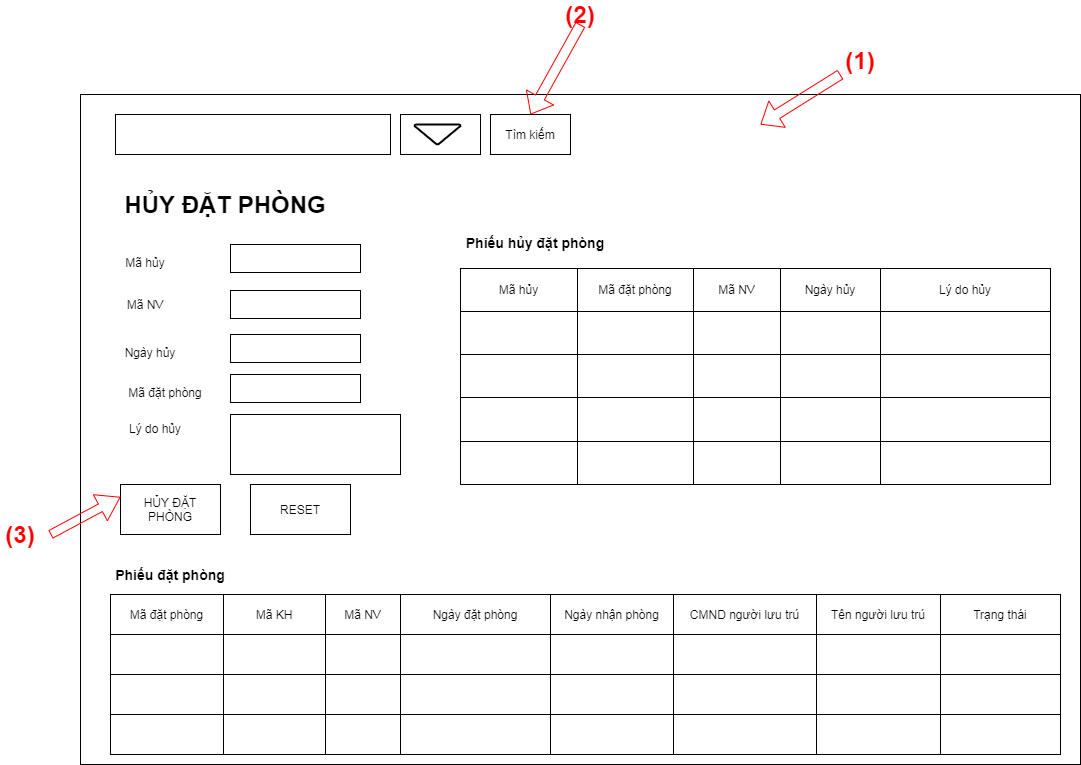 (2)
(1)
Tìm kiếm
HỦY ĐẶT PHÒNG
Phiếu hủy đặt phòng
Mã hủy
Mã NV
Ngày hủy
Mã đặt phòng
Lý do hủy
Mã hủy Mã đặt phòng Mã NV Ngày hủy Lý do hủy
HỦY ĐẶT
PHÒNG
RESET
(3)
Phiếu đặt phòng
Mã đặt phòng Mã KH Mã NV Ngày đặt phòng Ngày nhận phòng CMND người lưu trú Tên người lưu trú Trạng thái